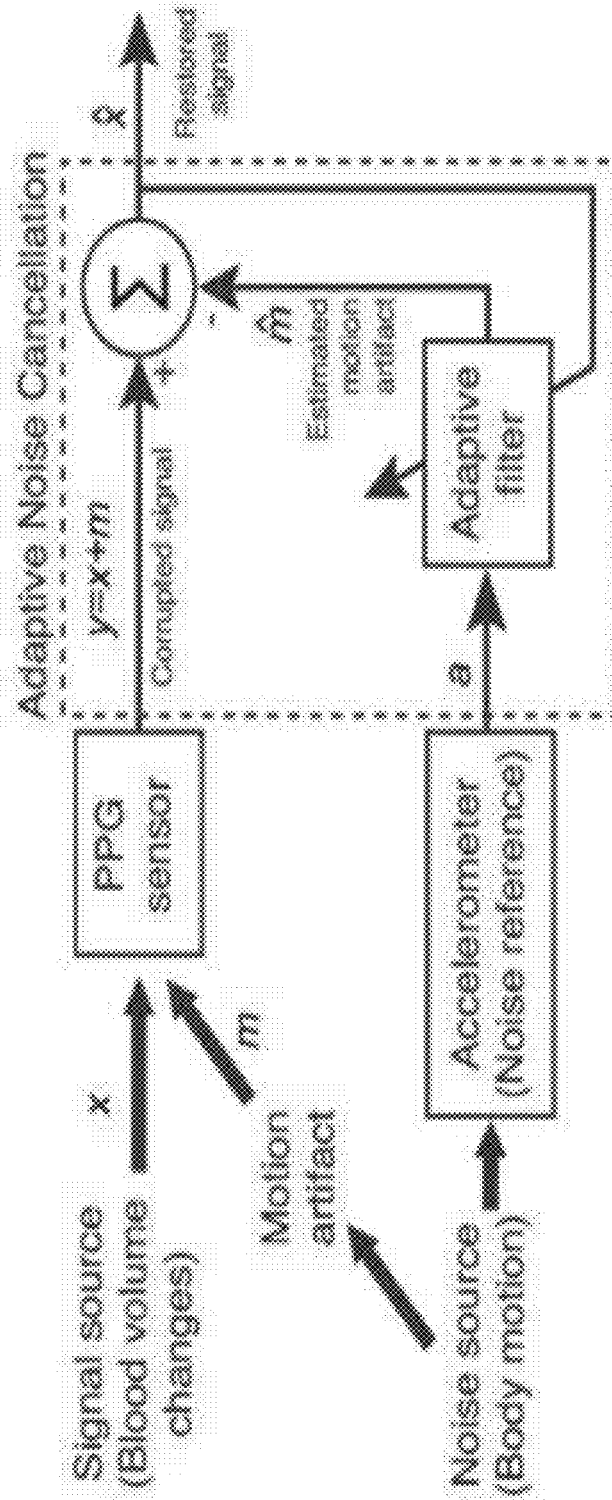 Adaptive Noise Cancellation
Signal source
(Blood volume
changes)
x
PPG
sensor
y=x+m
Corrupted signal
+
Σ
x̂
Restored
signal
-
m̂
Estimated
motion
artifact
Motion
artifact
m
Noise source
(Body motion)
Accelerometer
(Noise reference)
a
Adaptive
filter